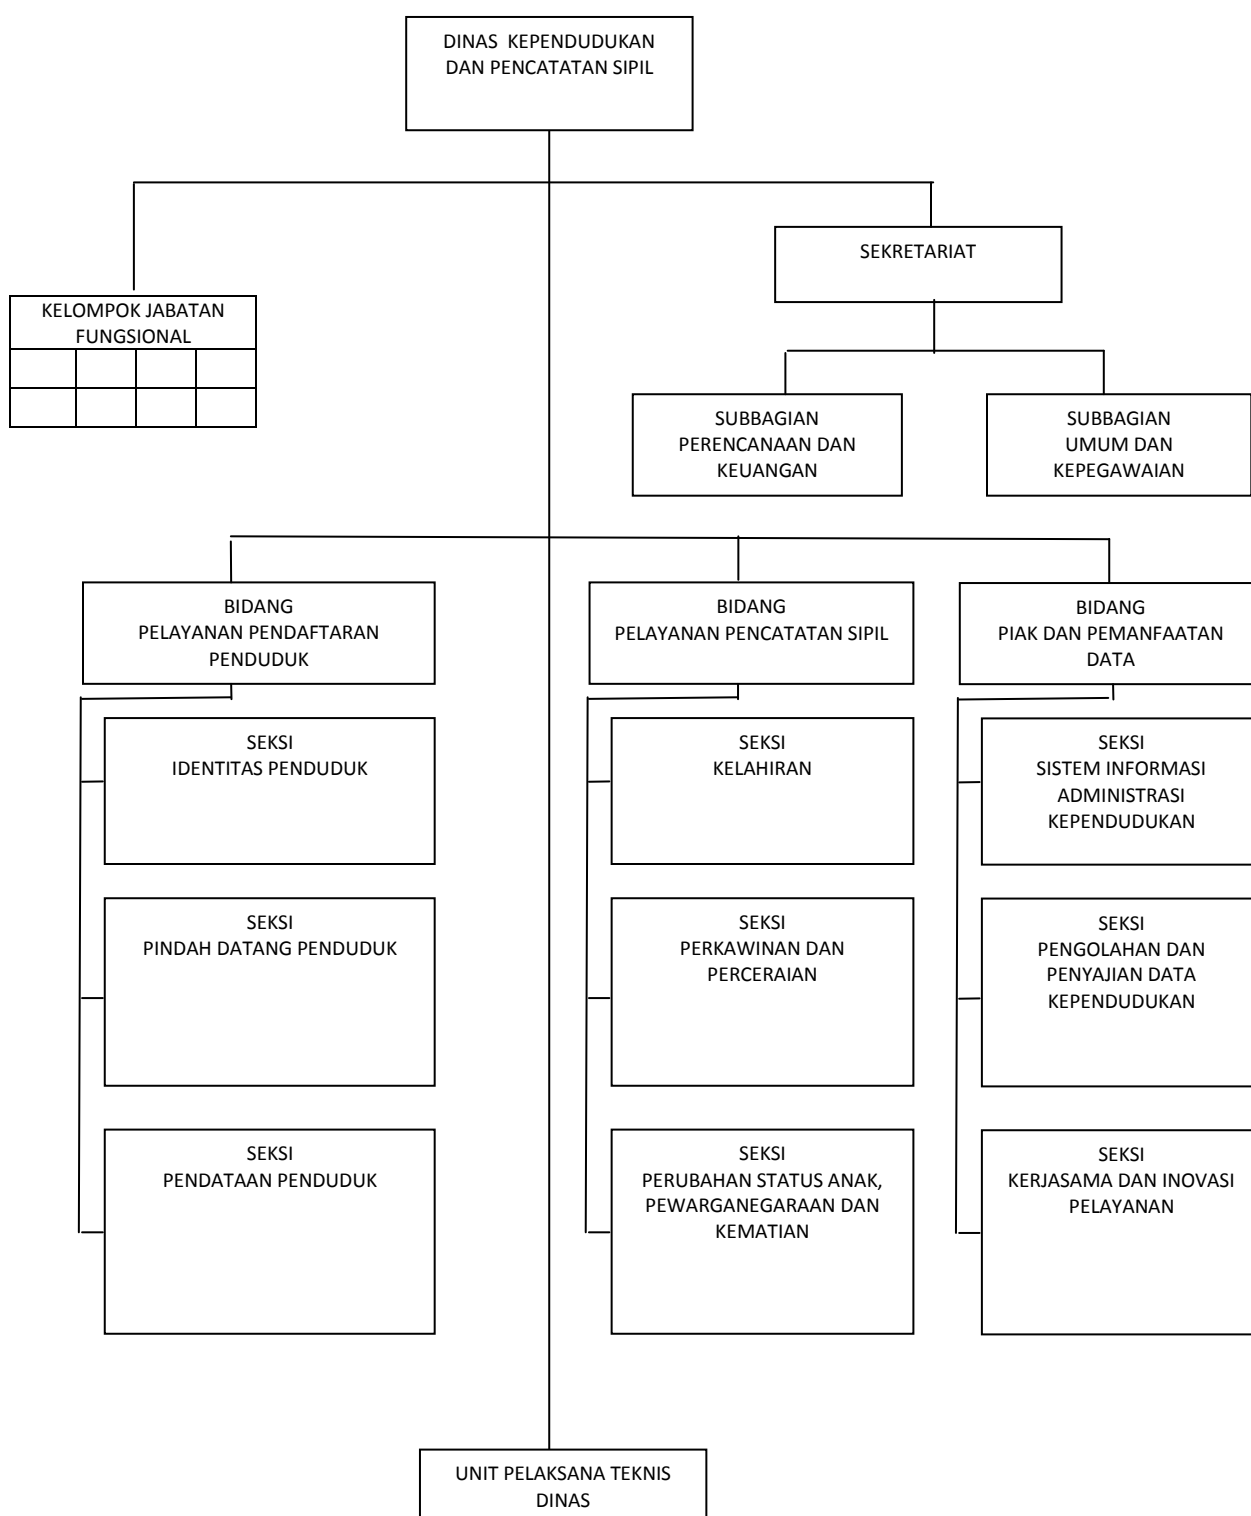 DINAS  KEPENDUDUKAN
DAN PENCATATAN SIPIL
SEKRETARIAT
KELOMPOK JABATAN
FUNGSIONAL
SUBBAGIAN
PERENCANAAN DAN
KEUANGAN
SUBBAGIAN
UMUM DAN
KEPEGAWAIAN
BIDANG
PELAYANAN PENDAFTARAN
PENDUDUK
BIDANG
PELAYANAN PENCATATAN SIPIL
BIDANG
PIAK DAN PEMANFAATAN
DATA
SEKSI
IDENTITAS PENDUDUK
SEKSI
KELAHIRAN
SEKSI
SISTEM INFORMASI
ADMINISTRASI
KEPENDUDUKAN
SEKSI
PINDAH DATANG PENDUDUK
SEKSI
PERKAWINAN DAN
PERCERAIAN
SEKSI
PENGOLAHAN DAN
PENYAJIAN DATA
KEPENDUDUKAN
SEKSI
PENDATAAN PENDUDUK
SEKSI
PERUBAHAN STATUS ANAK,
PEWARGANEGARAAN DAN
KEMATIAN
SEKSI
KERJASAMA DAN INOVASI
PELAYANAN
UNIT PELAKSANA TEKNIS
DINAS